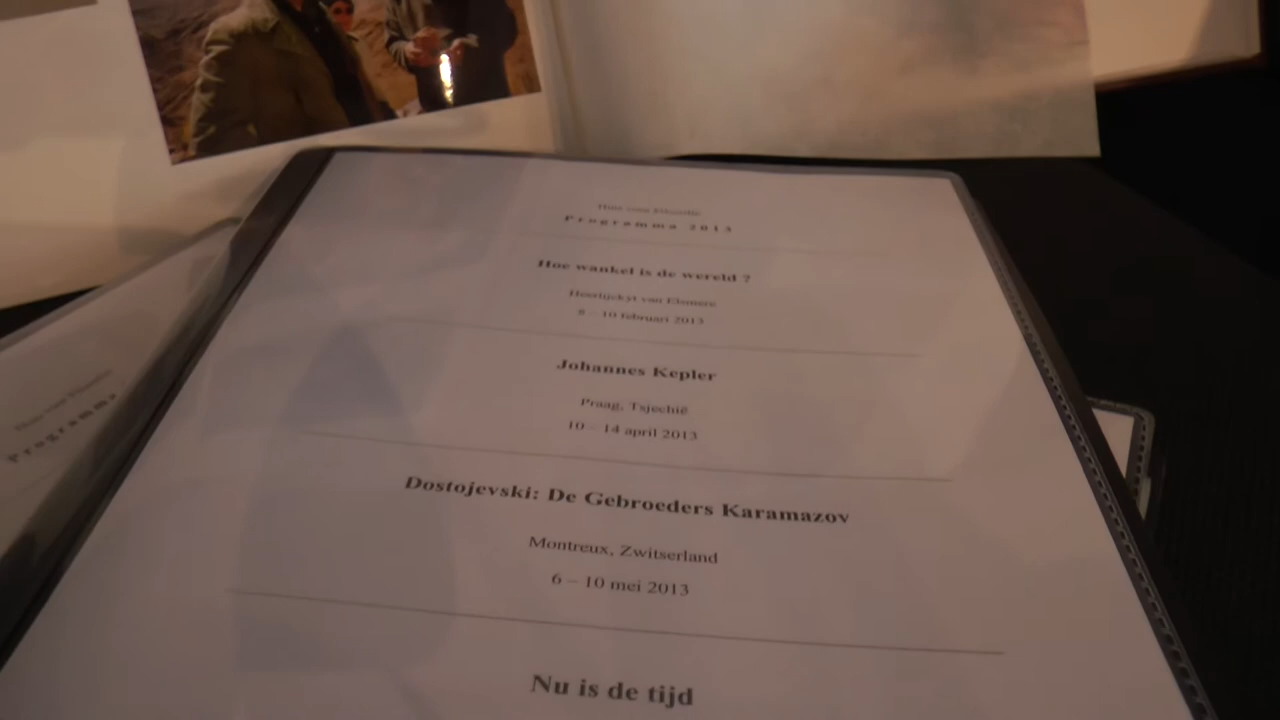 Programma 2013
Hoe wankel is de wereld ?
8 – 10 februari 2013
Johannes Kepler
Praag, Tsjechië
10 – 14 april 2013
Dostojevski: De Gebroeders Karamazov
Montreux, Zwitserland
6 – 10 mei 2013
Nu is de tijd
Programma